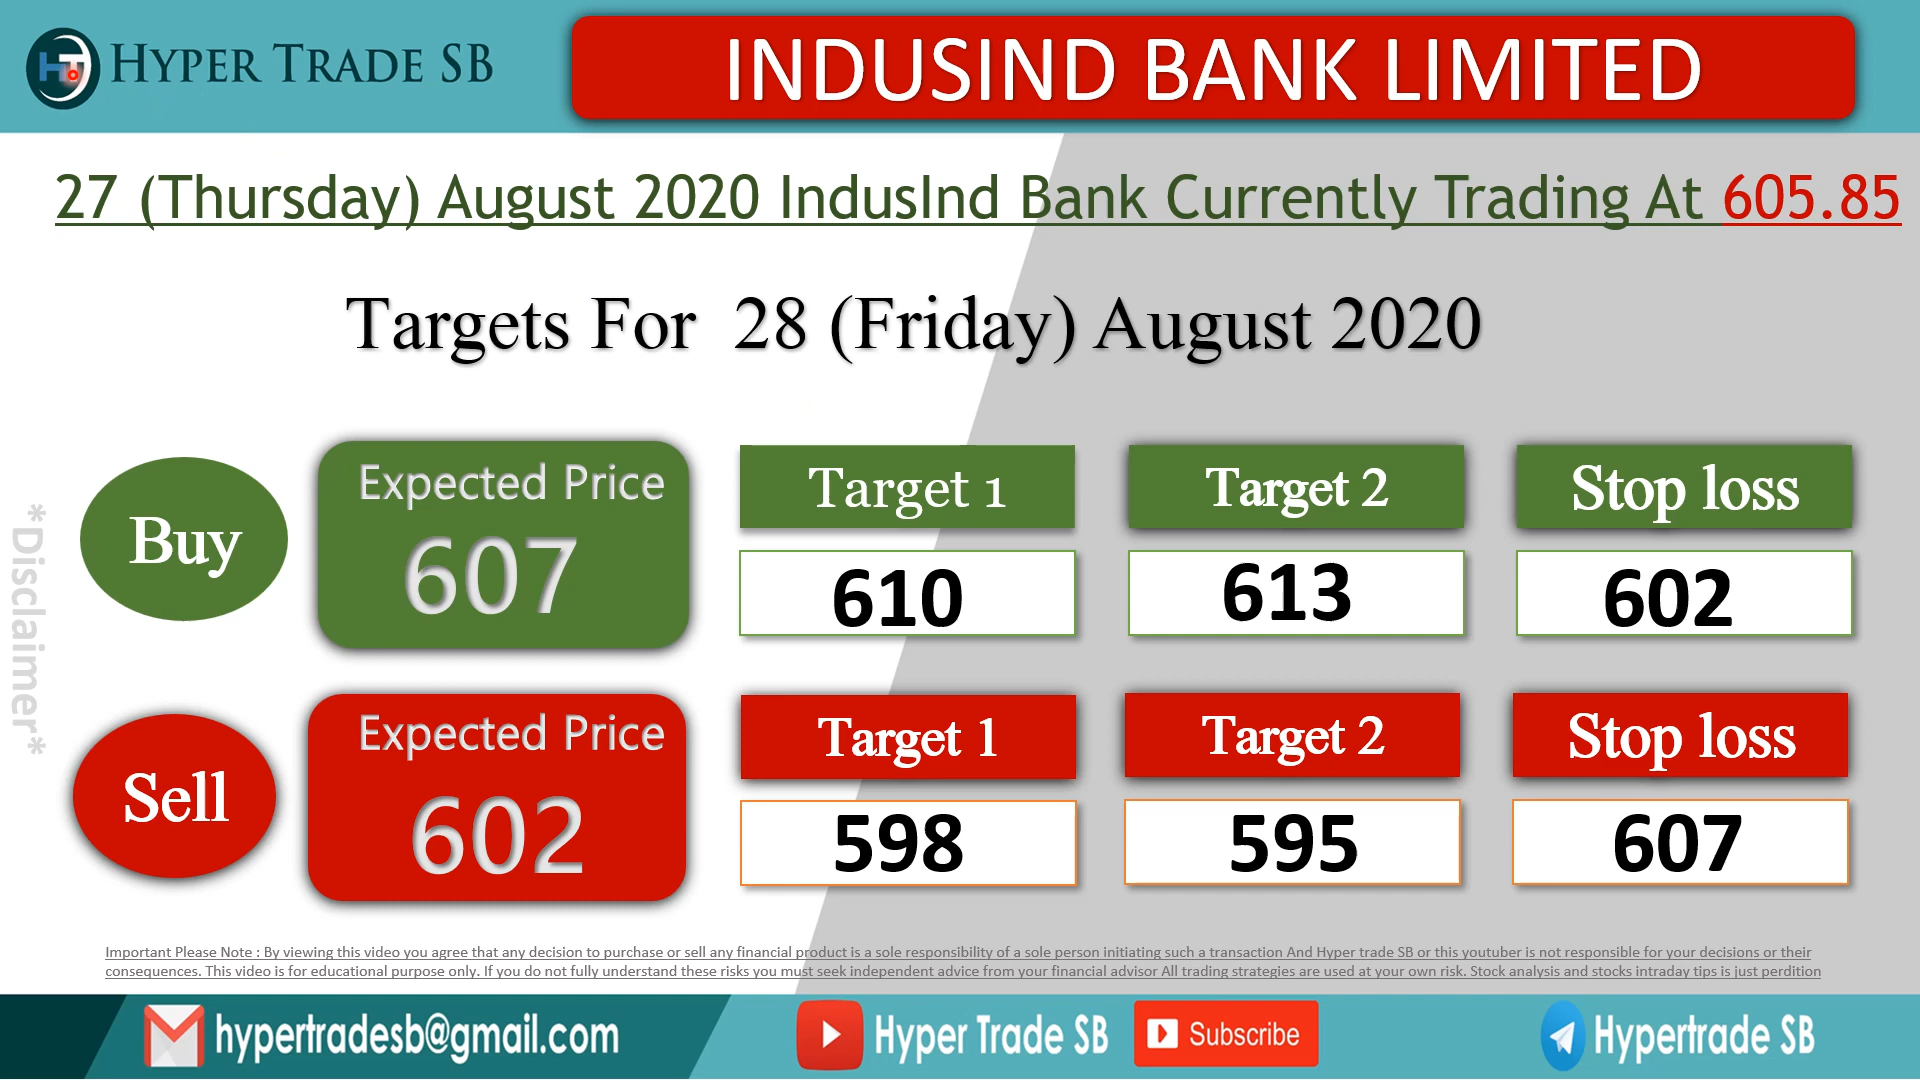 HYPER TRADE SB
INDUSIND BANK LIMITED
27 (Thursday) August 2020 IndusInd Bank Currently Trading At 605.85
Targets For 28 (Friday) August 2020
*Disclaimer*
Buy
Expected Price
607
Target 1
610
Target 2
613
Stop loss
602
Sell
Expected Price
602
Target 1
598
Target 2
595
Stop loss
607
Important Please Note : By viewing this video you agree that any decision to purchase or sell any financial product is a sole responsibility of a sole person initiating such a transaction And Hyper trade SB or this youtuber is not responsible for your decisions or their
consequences. This video is for educational purpose only. If you do not fully understand these risks you must seek independent advice from your financial advisor All trading strategies are used at your own risk. Stock analysis and stocks intraday tips is just perdition
hypertradesb@gmail.com
Hyper Trade SB
Subscribe
Hypertrade SB